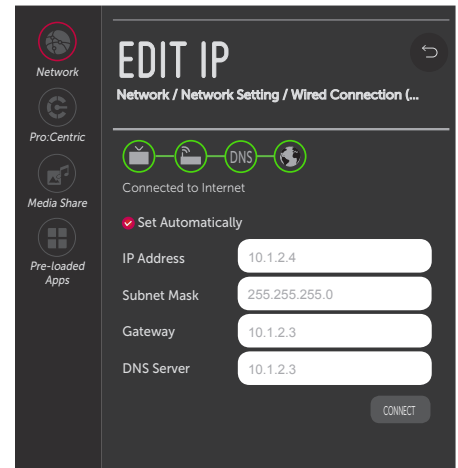 Network
Pro:Centric
Media Share
Pre-loaded
Apps
EDIT IP
Network / Network Setting / Wired Connection (...
DNS
Connected to Internet
Set Automatically
IP Address 10.1.2.4
Subnet Mask 255.255.255.0
Gateway 10.1.2.3
DNS Server 10.1.2.3
CONNECT